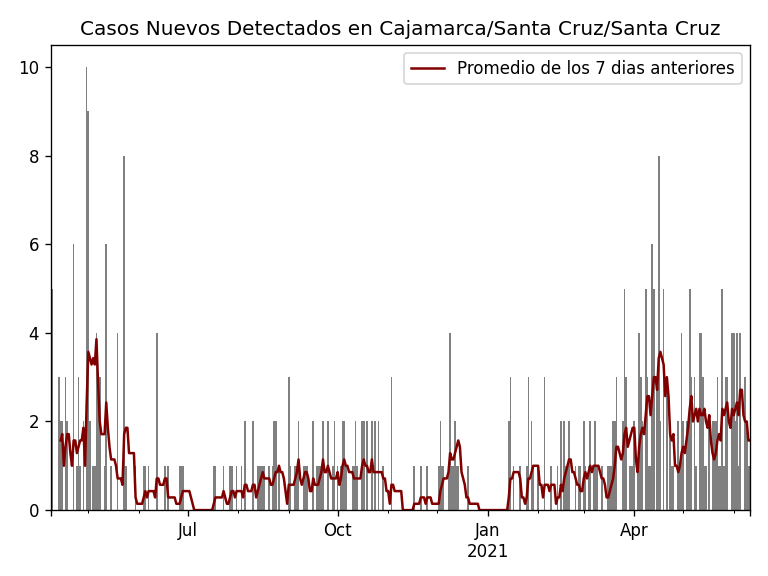 Casos Nuevos Detectados en Cajamarca/Santa Cruz/Santa Cruz
Promedio de los 7 dias anteriores
10
8
6
4
2
0
Jul
Oct
Jan
Apr
2021